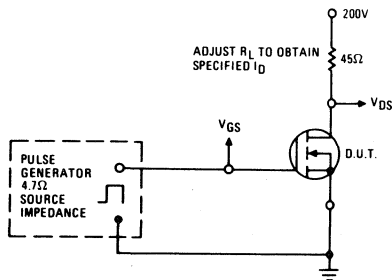 200V
ADJUST RL TO OBTAIN
SPECIFIED ID
45Ω
VDS
VGS
D.U.T.
PULSE
GENERATOR
4.7Ω
SOURCE
IMPEDANCE